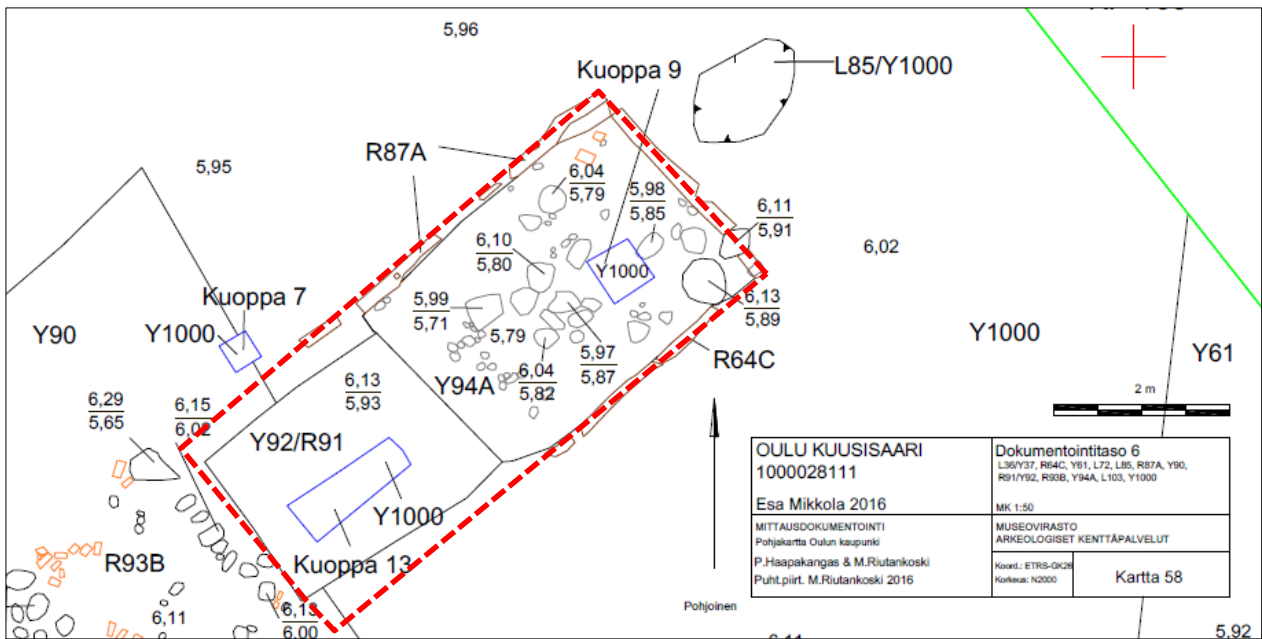 5,96
Kuoppa 9
L85/Y1000
R87A
5,95
6,04
5,79
5,98
5,85
6,11
5,91
6,02
6,10
5,80
Y1000
Kuoppa 7
5,99
5,71
6,13
5,89
Y90
Y1000
5,79
Y1000
Y61
5,97
5,87
R64C
6,13
5,93
Y94A
6,04
5,82
2 m
6,29
5,65
6,15
6,02
Y92/R91
Y1000
Kuoppa 13
R93B
6,11
6,13
6,00
Pohjoinen
OULU KUUSISAARI
1000028111
Esa Mikkola 2016
MITTAUSDOKUMENTOINTI
Pohjakartta Oulun kaupunki
P.Haapakangas & M.Riutankoski
Puht.piirt. M.Riutankoski 2016
Dokumentointitaso 6
L36/Y37, R64C, Y61, L72, L85, R87A, Y90,
R91/Y92, R93B, Y94A, L103, Y1000
MK 1:50
MUSEOVIRASTO
ARKEOLOGISET KENTTÄPALVELUT
Koord.: ETRS-GK26
Korkeus: N2000
Kartta 58
5,92